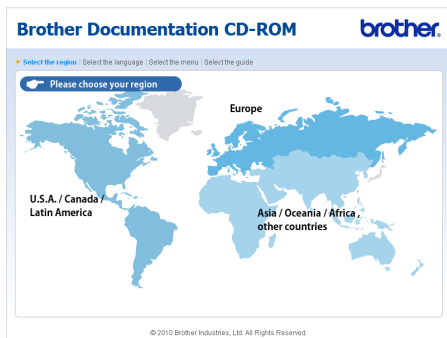 Brother Documentation CD-ROM
brother.
Select the region | Select the language | Select the menu | Select the guide
Please choose your region
Europe
U.S.A. / Canada /
Latin America
Asia / Oceania / Africa ,
other countries
© 2010 Brother Industries, Ltd. All Rights Reserved.